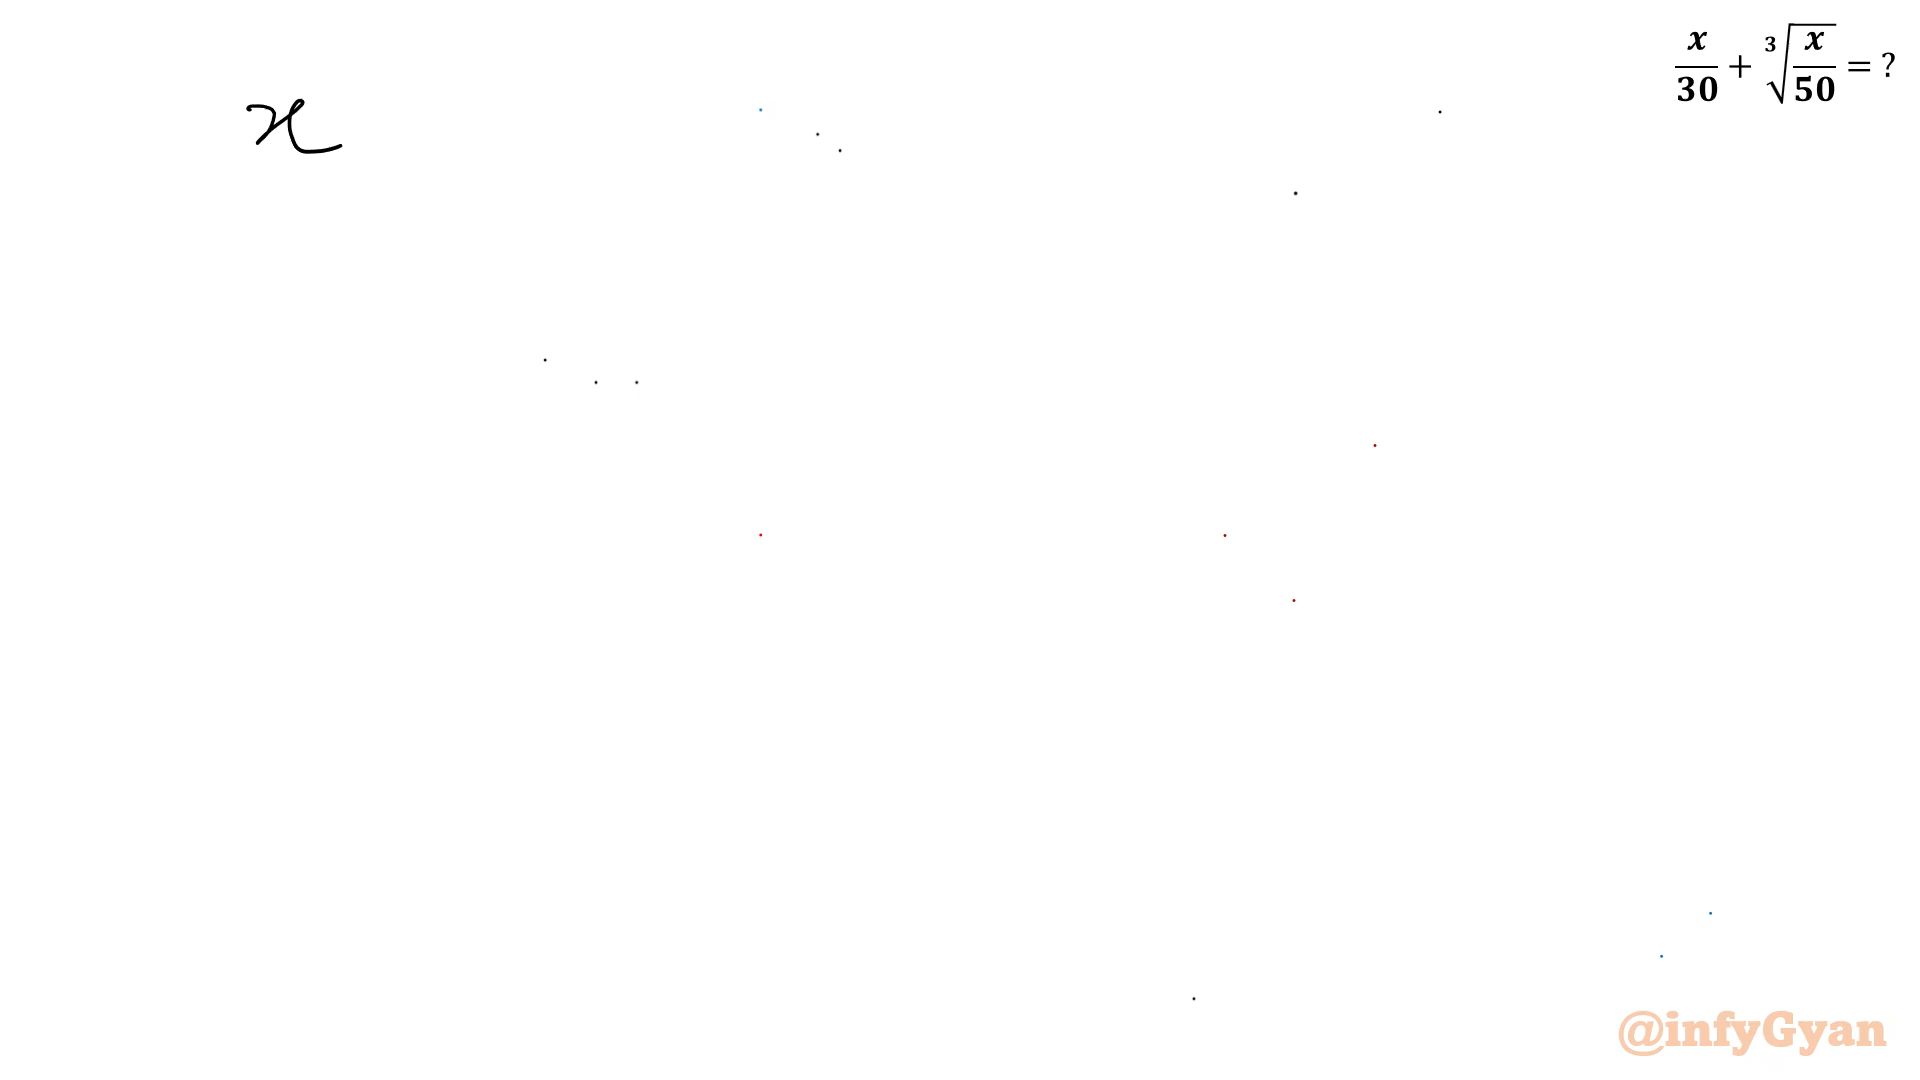 x/30 + ∛(x/50) = ?
x
@infyGyan